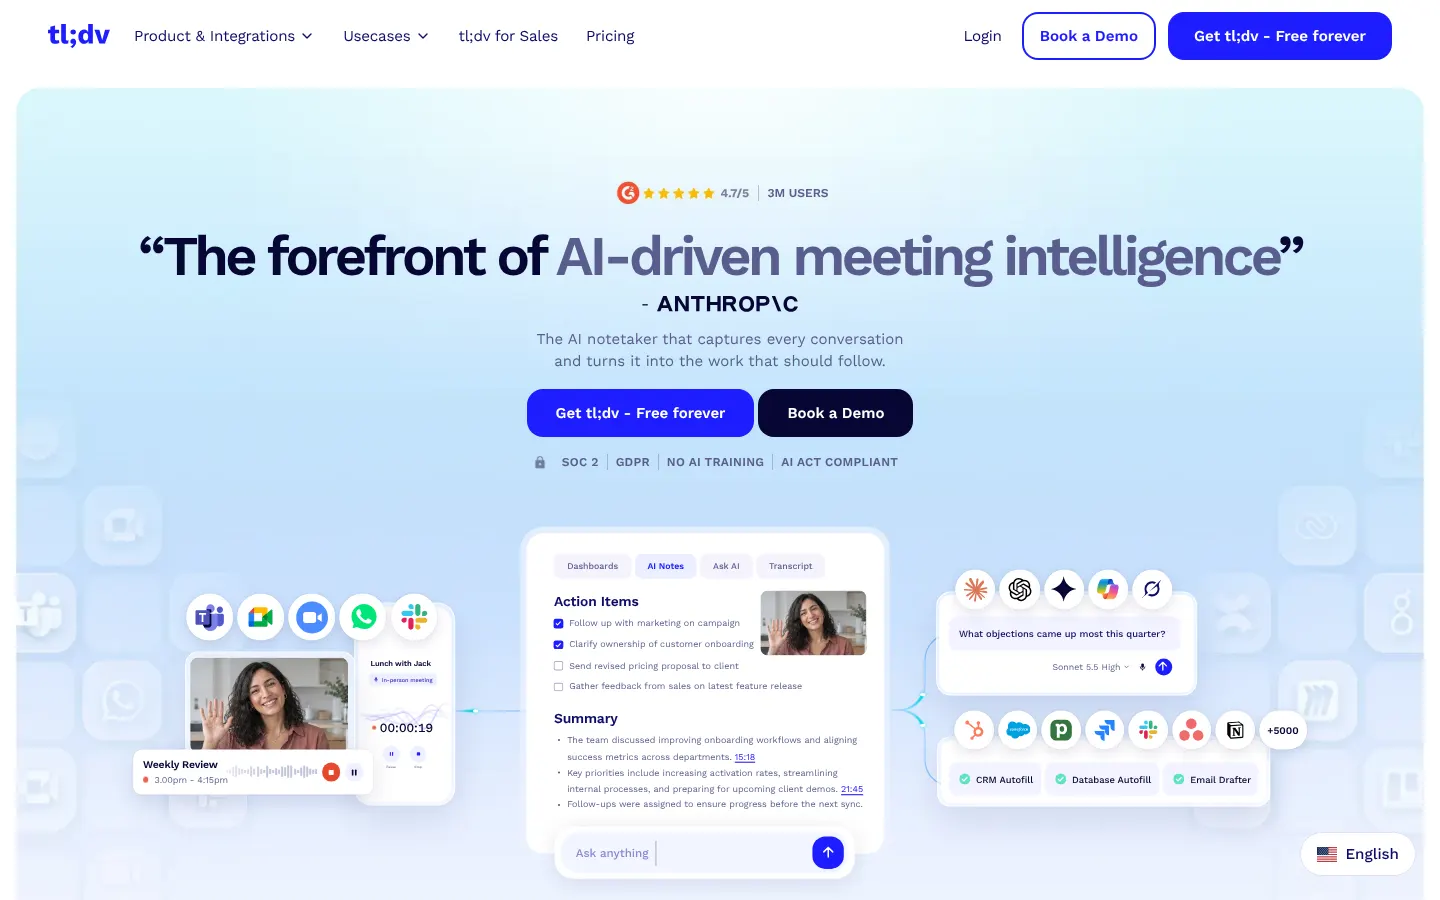 tl;dv
Product & Integrations
Usecases
tl;dv for Sales
Pricing
Login
Book a Demo
Get tl;dv - Free forever
4.7/5
3M USERS
“The forefront of AI-driven meeting intelligence”
- ANTHROP\C
The AI notetaker that captures every conversation
and turns it into the work that should follow.
Get tl;dv - Free forever
Book a Demo
SOC 2
GDPR
NO AI TRAINING
AI ACT COMPLIANT
Lunch with Jack
In-person meeting
00:00:19
Weekly Review
3.00pm - 4:15pm
Dashboards
AI Notes
Ask AI
Transcript
Action Items
Follow up with marketing on campaign
Clarify ownership of customer onboarding
Send revised pricing proposal to client
Gather feedback from sales on latest feature release
Summary
• The team discussed improving onboarding workflows and aligning
success metrics across departments. 15:18
• Key priorities include increasing activation rates, streamlining
internal processes, and preparing for upcoming client demos. 21:45
• Follow-ups were assigned to ensure progress before the next sync.
Ask anything
What objections came up most this quarter?
Sonnet 5.5 High
+5000
CRM Autofill
Database Autofill
Email Drafter
English